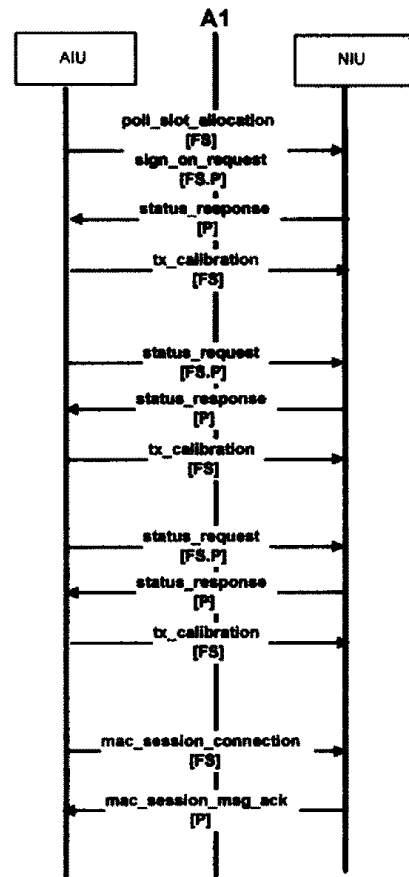 A1
AIU
NIU
poll_slot_allocation
[FS]
sign_on_request
[FS.P]
status_response
[P]
tx_calibration
[FS]
status_request
[FS.P]
status_response
[P]
tx_calibration
[FS]
status_request
[FS.P]
status_response
[P]
tx_calibration
[FS]
mac_session_connection
[FS]
mac_session_msg_ack
[P]